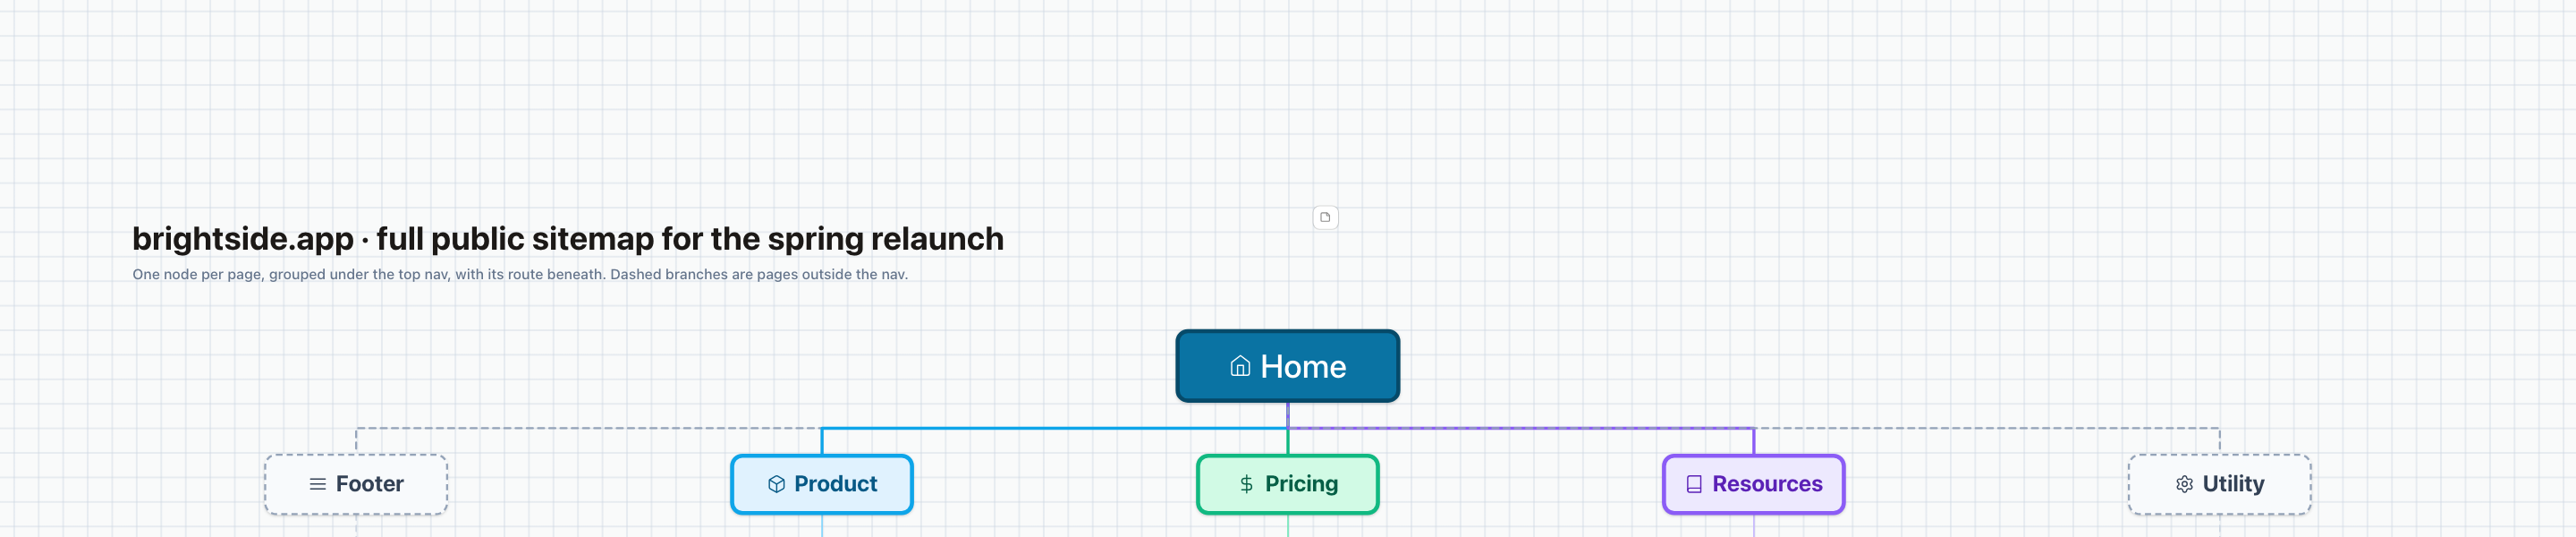 brightside.app · full public sitemap for the spring relaunch
One node per page, grouped under the top nav, with its route beneath. Dashed branches are pages outside the nav.
Home
Footer
Product
Pricing
Resources
Utility